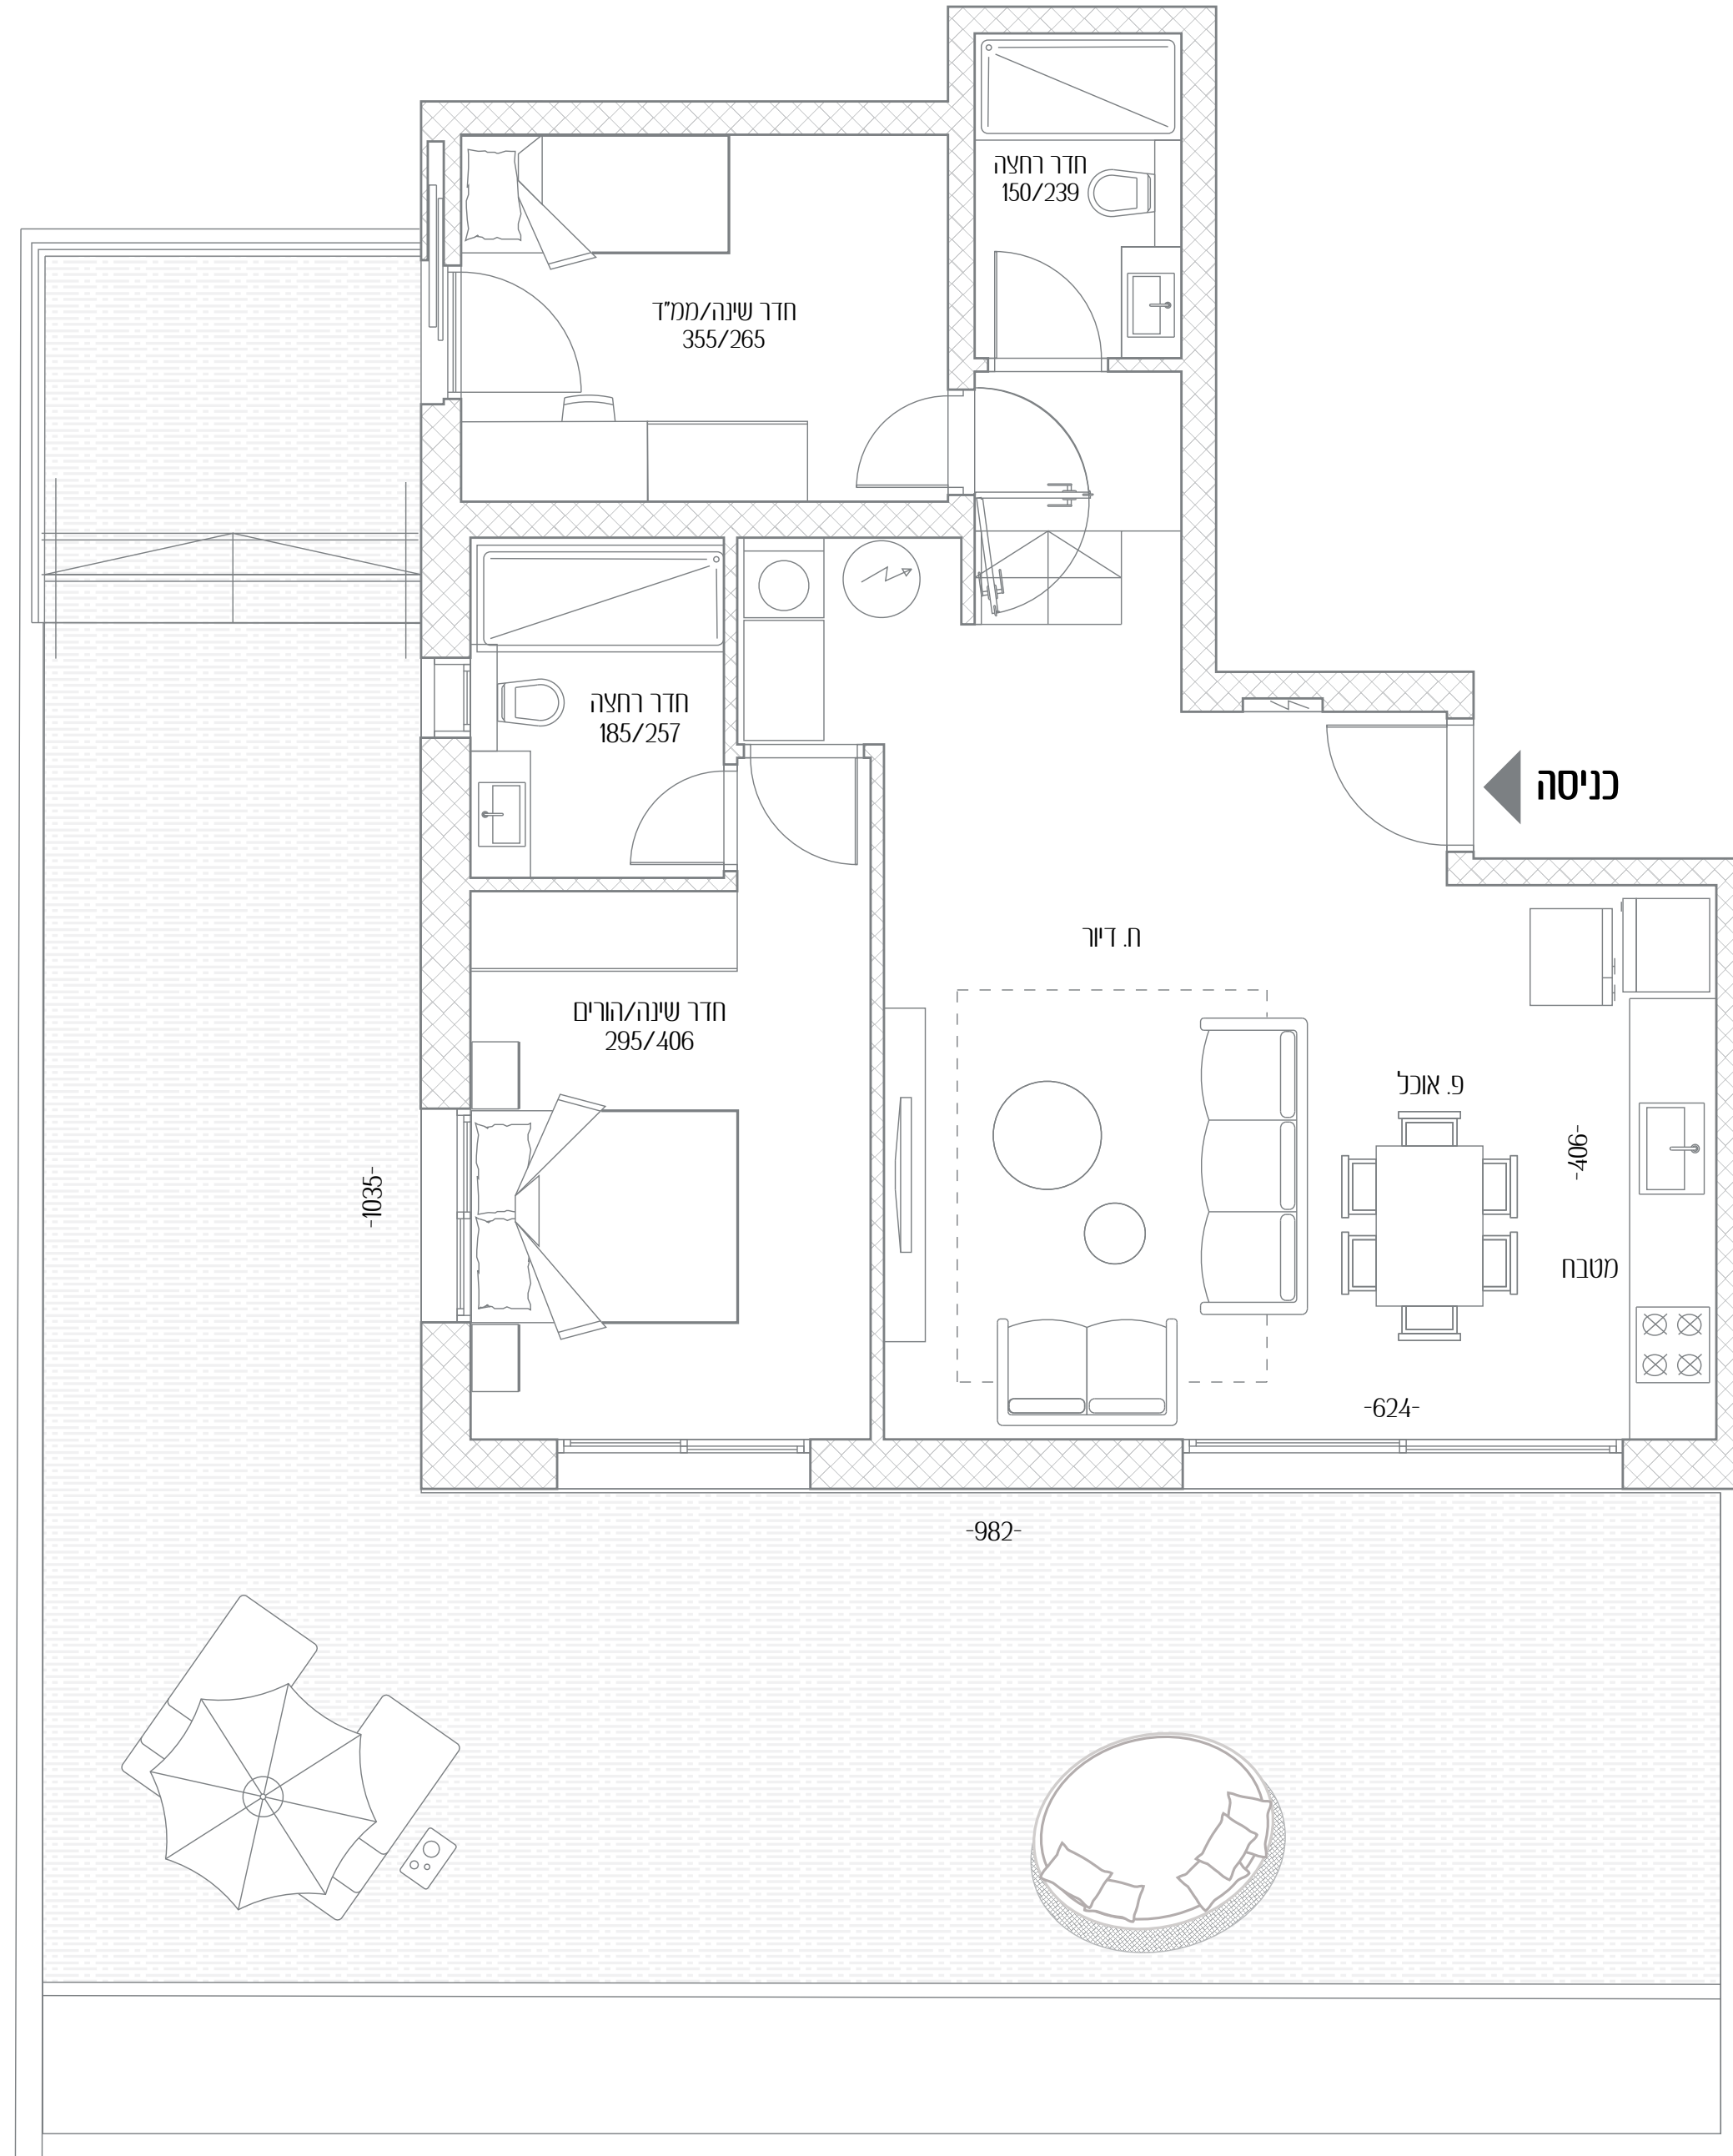 חדר רחצה
150/239
חדר שינה/ממ"ד
355/265
חדר רחצה
185/257
כניסה
ח. דיור
חדר שינה/הורים
295/406
פ. אוכל
-406-
-1035-
מטבח
-624-
-982-